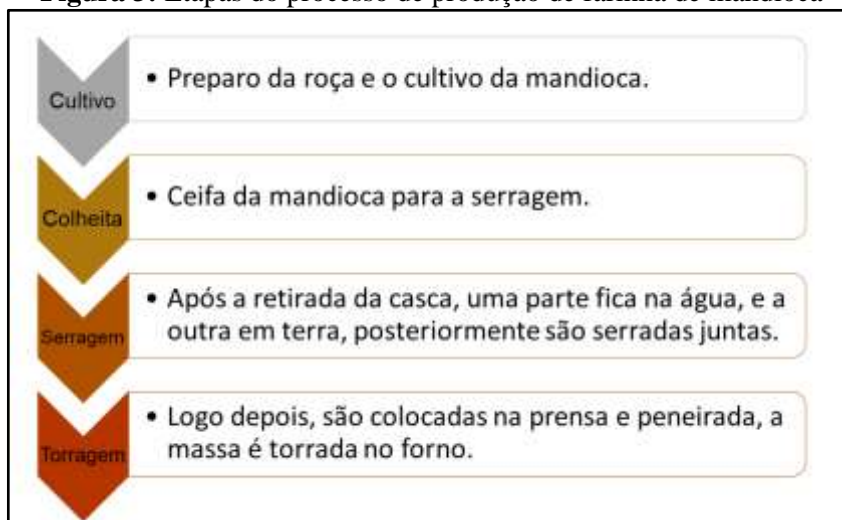 Cultivo
• Preparo da roça e o cultivo da mandioca.
Colheita
• Ceifa da mandioca para a serragem.
Serragem
• Após a retirada da casca, uma parte fica na água, e a
outra em terra, posteriormente são serradas juntas.
Torragem
• Logo depois, são colocadas na prensa e peneirada, a
massa é torrada no forno.